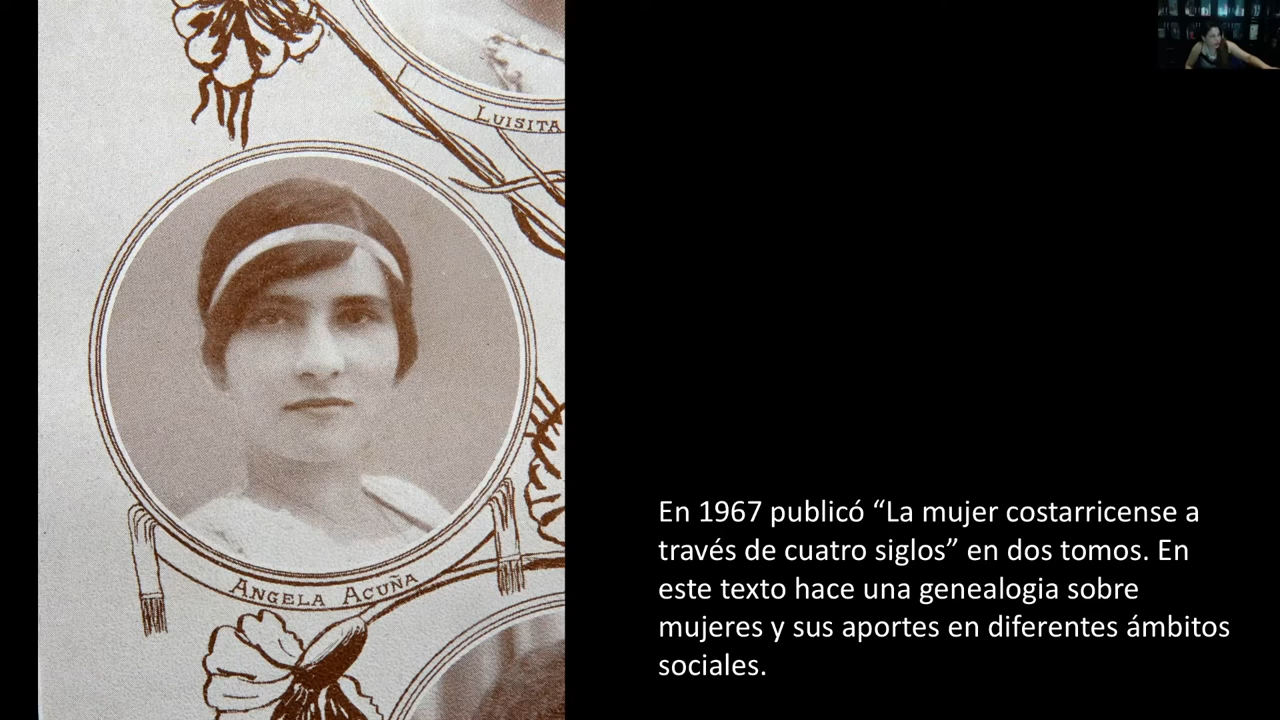 LUISITA
ANGELA ACUÑA
En 1967 publicó “La mujer costarricense a
través de cuatro siglos” en dos tomos. En
este texto hace una genealogia sobre
mujeres y sus aportes en diferentes ámbitos
sociales.